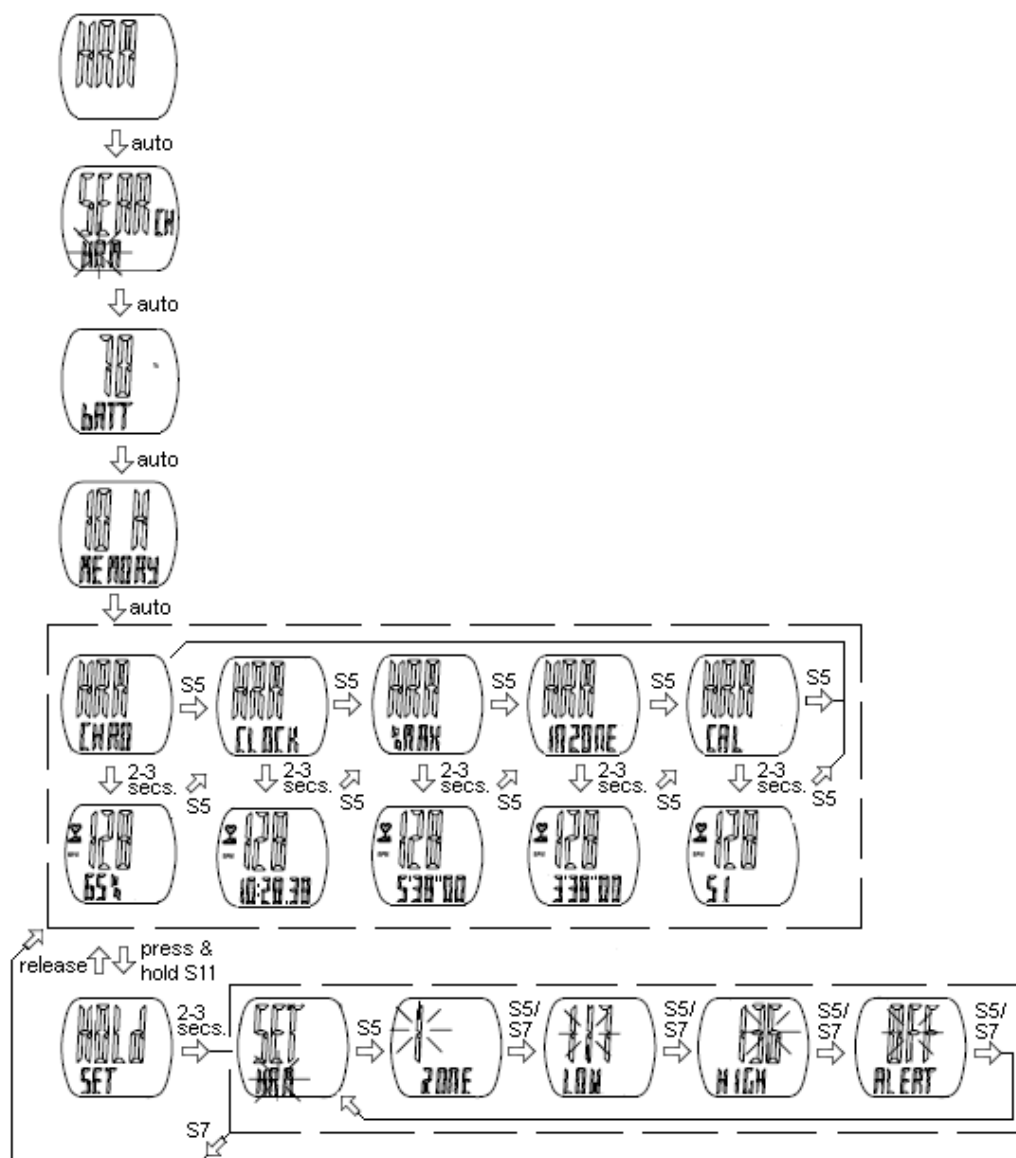 HRM
auto
SEAR CH
HRM
auto
78 %
bATT
auto
18 H
MEMORY
auto
HRM
CHRO
S5
HRM
CLOCK
S5
HRM
%MAX
S5
HRM
INZONE
S5
HRM
CAL
S5
2-3
secs.
S5
2-3
secs.
S5
2-3
secs.
S5
2-3
secs.
S5
2-3
secs.
S5
128
65%
128
10:28.38
128
5'38"00
128
3'38"00
128
51
release
press &
hold S11
HOLd
SET
2-3
secs.
SET
HRM
S5
1
ZONE
S5/
S7
LOW
S5/
S7
HIGH
S5/
S7
OFF
ALERT
S5/
S7
S7